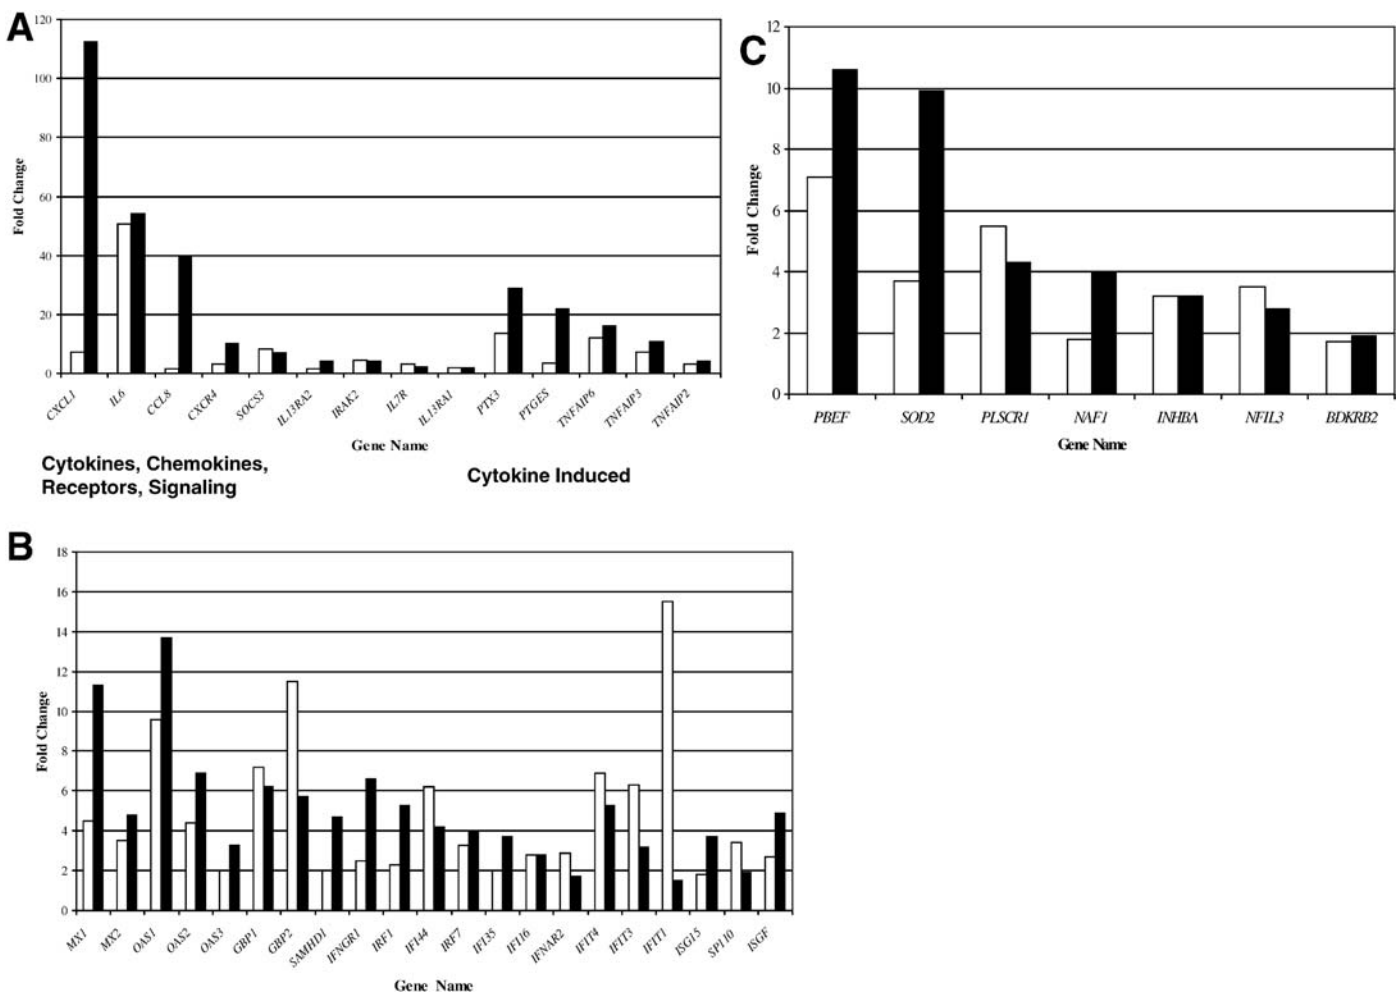 A
120
100
80
60
40
20
0
Fold Change
CXCL1 IL6 CCL8 CXCR4 SOCS3 IL13RA2 IRAK2 IL7R IL13RA1 PTX3 PTGES TNFAIP6 TNFAIP3 TNFAIP2
Gene Name
Cytokines, Chemokines,
Receptors, Signaling
Cytokine Induced
C
12
10
8
6
4
2
0
Fold Change
PBEF SOD2 PLSCR1 NAF1 INHBA NFIL3 BDKRB2
Gene Name
B
18
16
14
12
10
8
6
4
2
0
Fold Change
MX1 MX2 OAS1 OAS2 OAS3 GBP1 GBP2 SAMHD1 IFNGR1 IRF1 IFI44 IRF7 IFI35 IFI16 IFNAR2 IFIT4 IFIT3 IFIT1 ISG15 SP110 ISGF
Gene Name